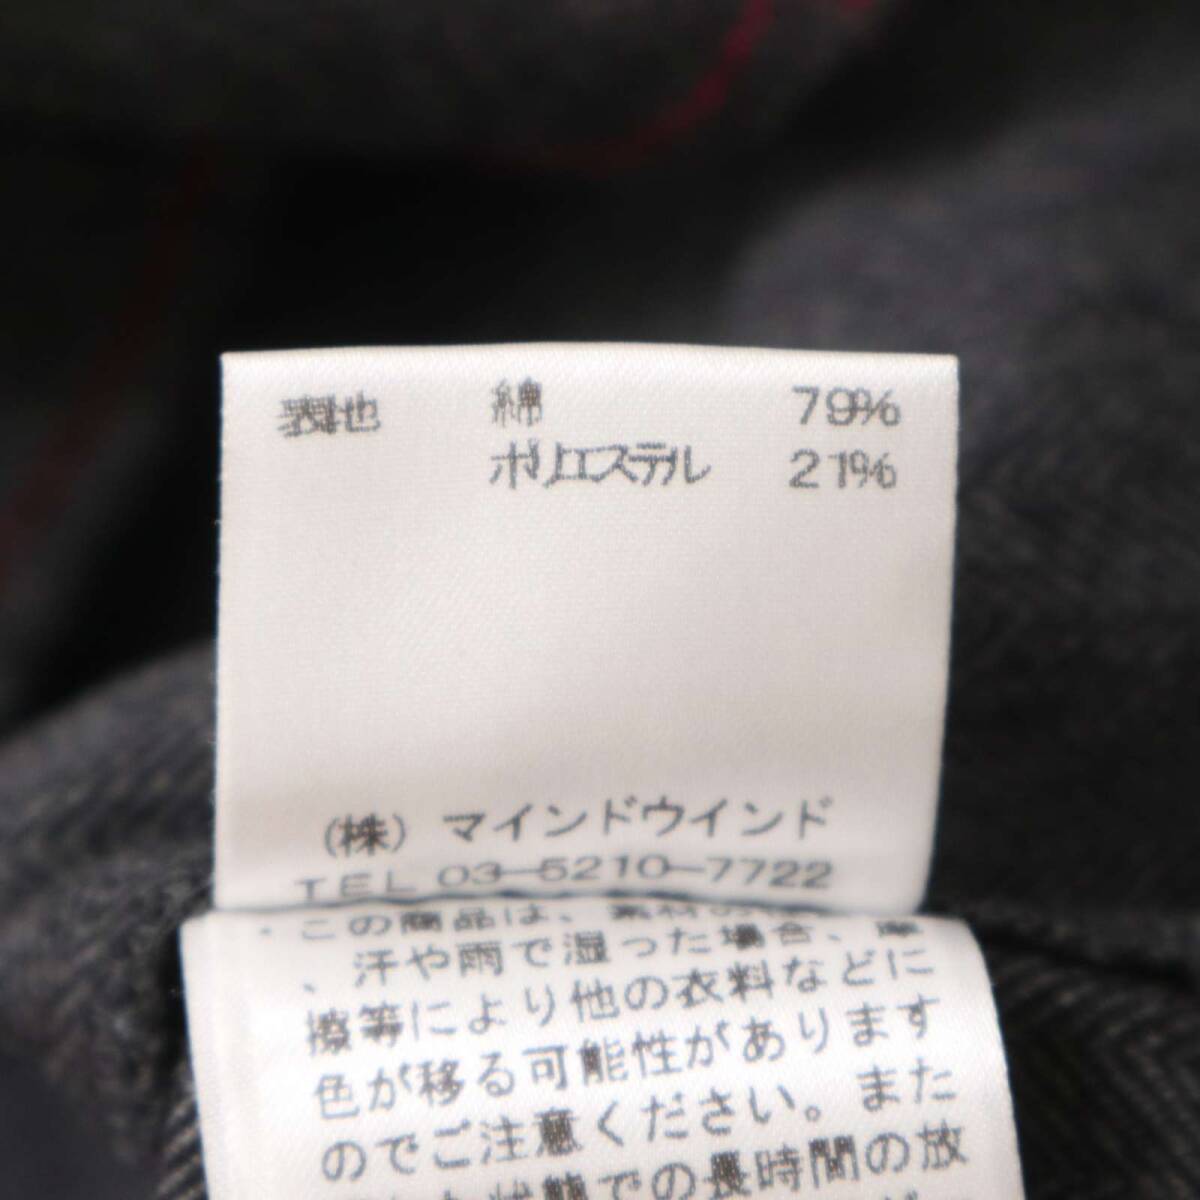 表地 綿 79%
ポリエステル 21%
(株) マインドウインド
TEL 03-5210-7722
・この商品は、素材の
、汗や雨で湿った場合、摩
擦等により他の衣料などに
色が移る可能性があります
のでご注意ください。また
状態での長時間の放